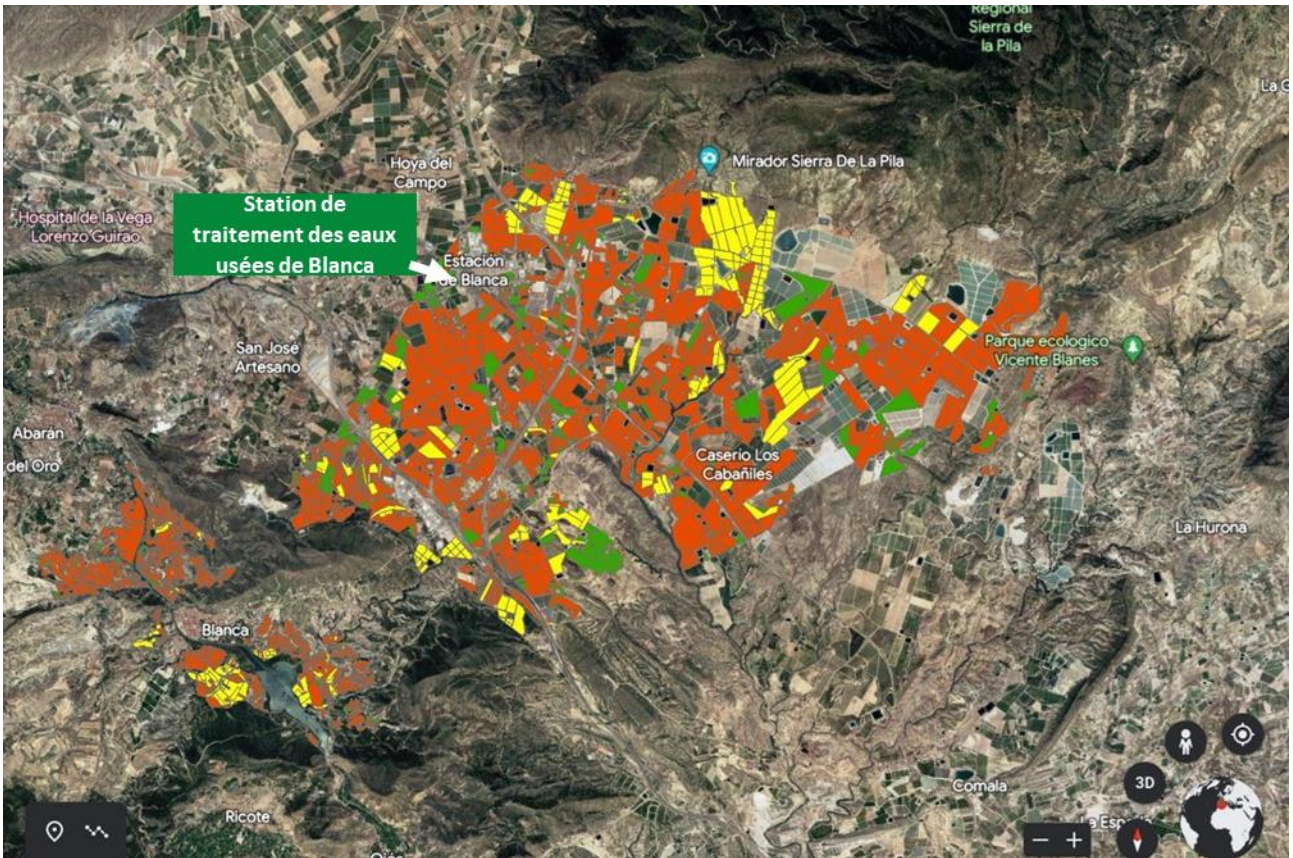 Regional
Sierra de
la Pila
La
Hoya del
Campo
Mirador Sierra De La Pila
Hospital de la Vega
Lorenzo Guirao
Station de
traitement des eaux
usées de Blanca
Estación
de Blanca
San José
Artesano
Parque ecologico
Vicente Blanes
Abarán
del Oro
Caserio Los
Cabañiles
La Hurona
Blanca
Comala
3D
Ricote
La